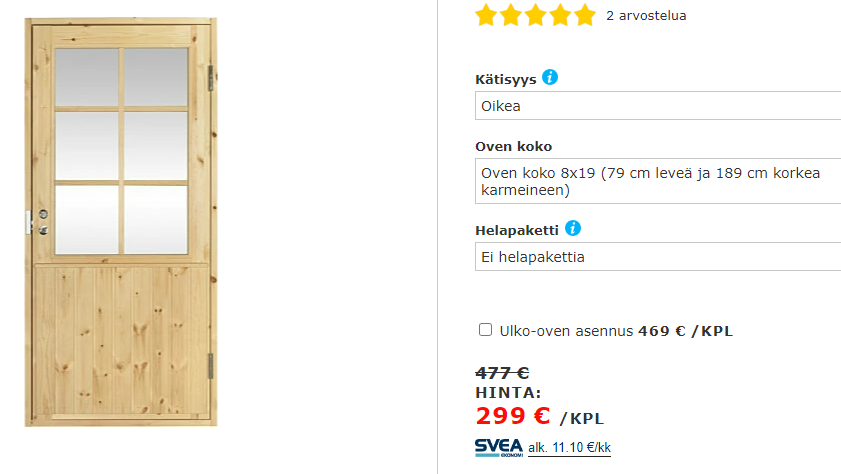 2 arvostelua
Kätisyys i
Oikea
Oven koko
Oven koko 8x19 (79 cm leveä ja 189 cm korkea
karmeineen)
Helapaketti i
Ei helapakettia
Ulko-oven asennus 469 € /KPL
477 €
HINTA:
299 € /KPL
SVEA EKONOMI alk. 11.10 €/kk